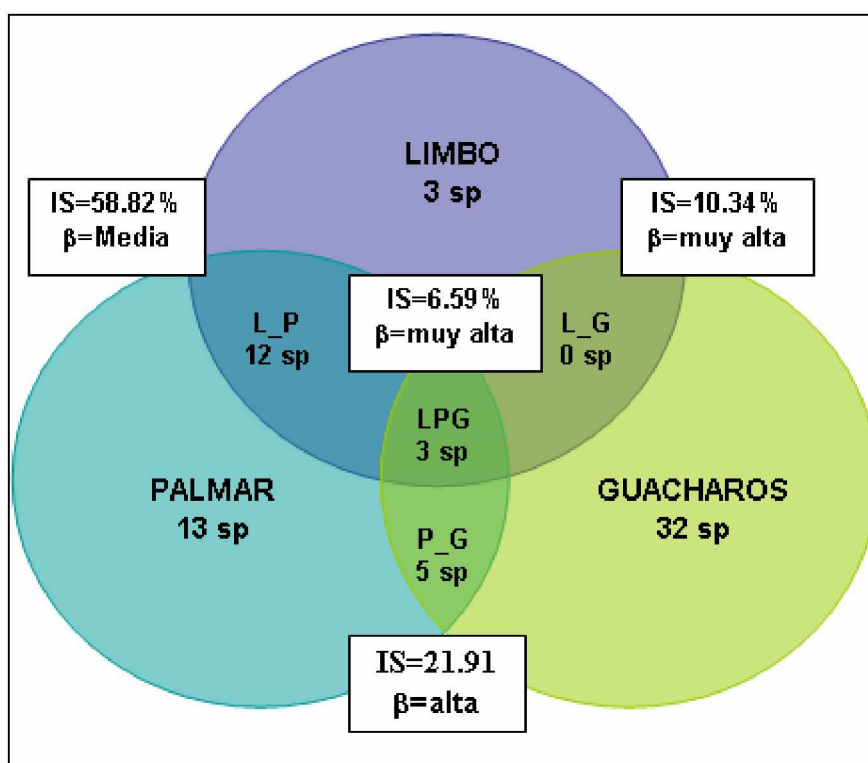 LIMBO
3 sp
IS=58.82%
β=Media
IS=10.34%
β=muy alta
IS=6.59%
β=muy alta
L_P
12 sp
L_G
0 sp
LPG
3 sp
PALMAR
13 sp
GUACHAROS
32 sp
P_G
5 sp
IS=21.91
β=alta